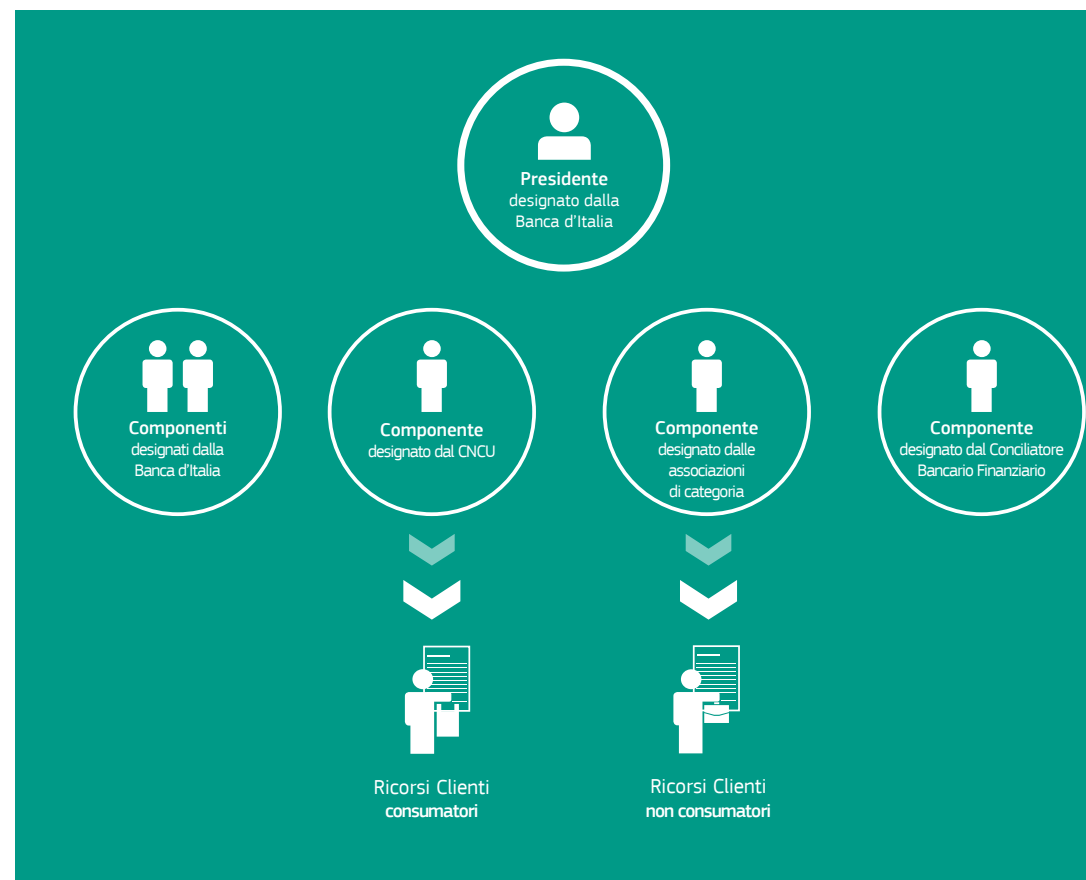 Presidente
designato dalla
Banca d'Italia
Componenti
designati dalla
Banca d'Italia
Componente
designato dal CNCU
Componente
designato dalle
associazioni
di categoria
Componente
designato dal Conciliatore
Bancario Finanziario
Ricorsi Clienti
consumatori
Ricorsi Clienti
non consumatori